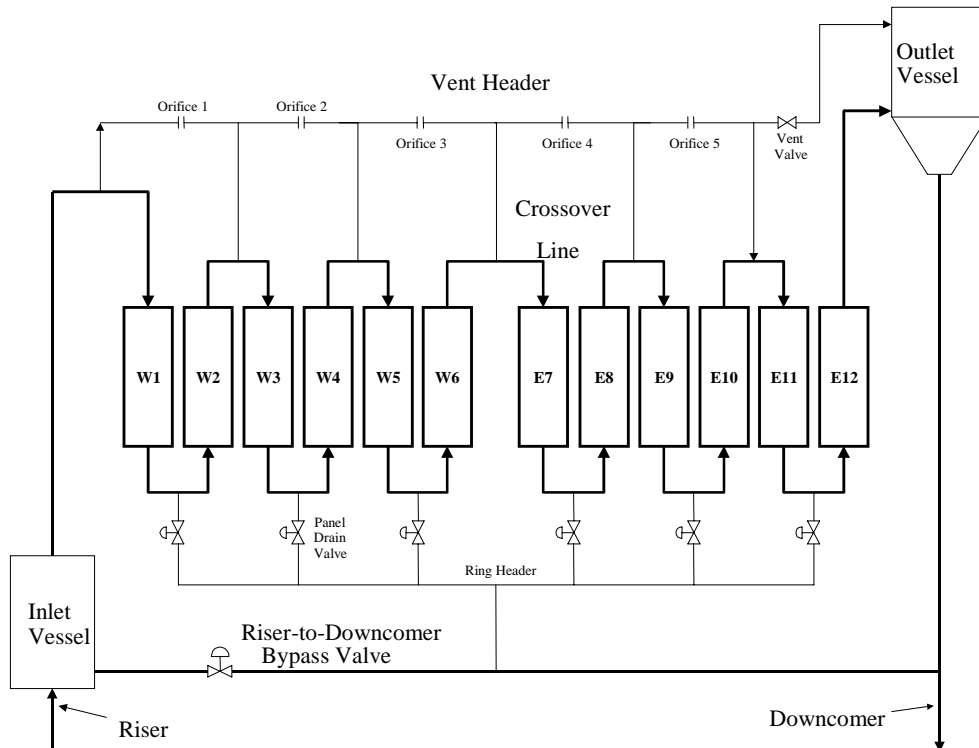 Outlet
Vessel
Vent Header
Orifice 1
Orifice 2
Orifice 3
Orifice 4
Orifice 5
Vent
Valve
Crossover
Line
W1
W2
W3
W4
W5
W6
E7
E8
E9
E10
E11
E12
Panel
Drain
Valve
Ring Header
Inlet
Vessel
Riser-to-Downcomer
Bypass Valve
Riser
Downcomer